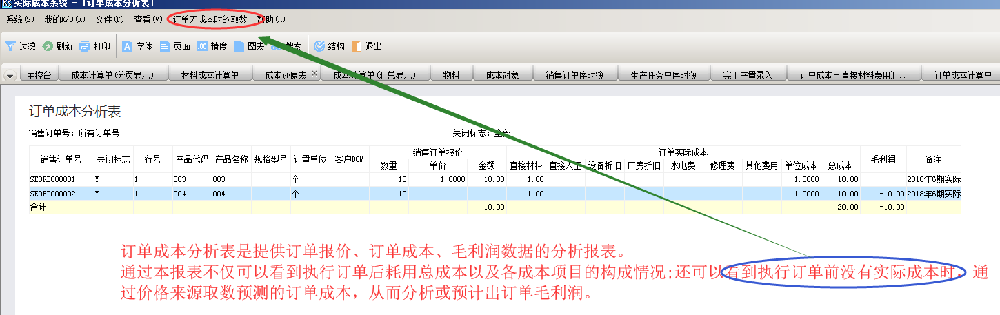 实际成本系统 - [订单成本分析表]
系统(S) 我的K/3(K) 文件(F) 查看(V) 订单无成本时的取数 帮助(H)
过滤 刷新 打印 字体 页面 精度 图表 搜索 结构 退出
主控台 成本计算单(分页显示) 材料成本计算单 成本还原表 × 成本计算单(汇总显示) 物料 成本对象 销售订单序时簿 生产任务单序时簿 完工产量录入 订单成本-直接材料费用汇.. 订单成本计算单
订单成本分析表
销售订单号: 所有订单号 关闭标志: 全部
销售订单报价 订单实际成本
销售订单号 关闭标志 行号 产品代码 产品名称 规格型号 计量单位 客户BOM 数量 单价 金额 直接材料 直接人工 设备折旧 厂房折旧 水电费 修理费 其他费用 单位成本 总成本 毛利润 备注
SEORD000001 Y 1 003 003 个 10 1.0000 10.00 1.00 1.0000 10.00 2018年6期实际
SEORD000002 Y 1 004 004 个 10 1.00 1.0000 10.00 -10.00 2018年6期实际
合计 10.00 20.00 -10.00
订单成本分析表是提供订单报价、订单成本、毛利润数据的分析报表。
通过本报表不仅可以看到执行订单后耗用总成本以及各成本项目的构成情况;还可以看到执行订单前没有实际成本时，通
过价格来源取数预测的订单成本，从而分析或预计出订单毛利润。